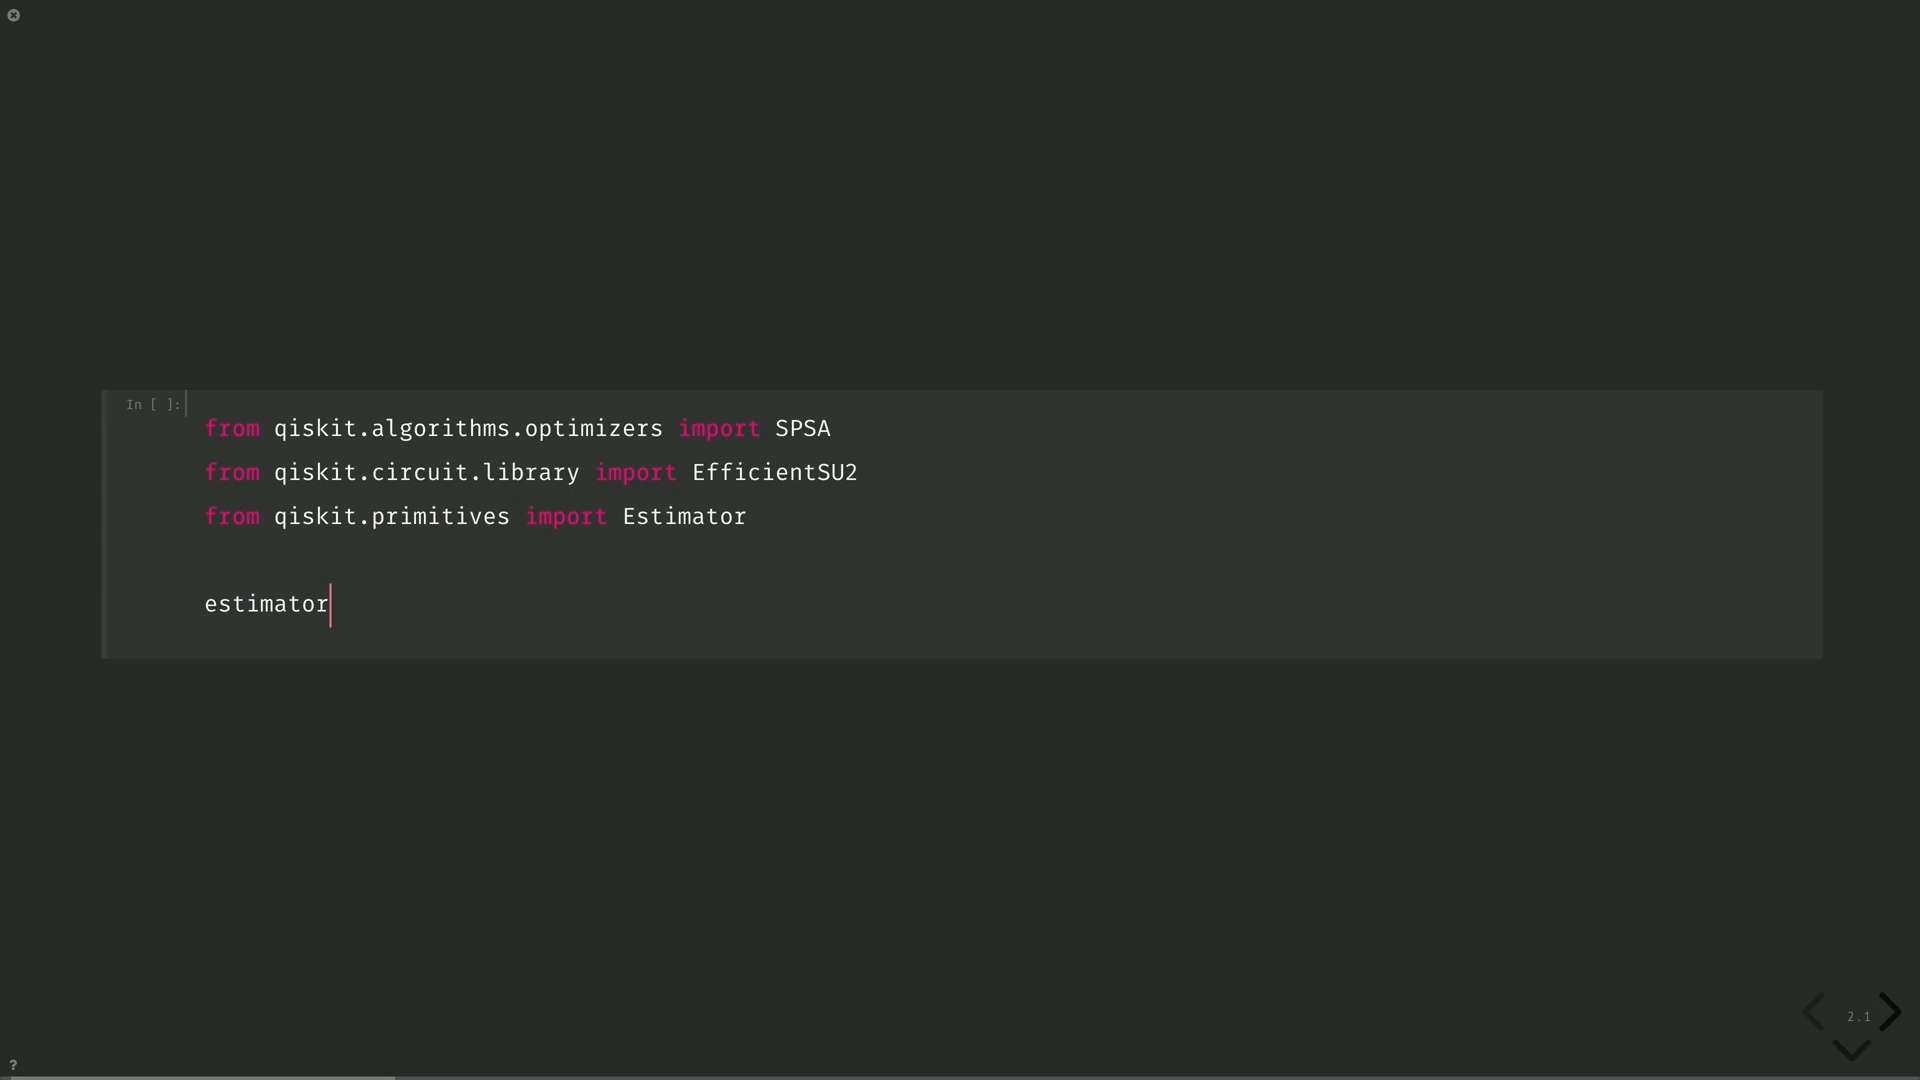 In [ ]:
from qiskit.algorithms.optimizers import SPSA
from qiskit.circuit.library import EfficientSU2
from qiskit.primitives import Estimator
estimator
2.1
?